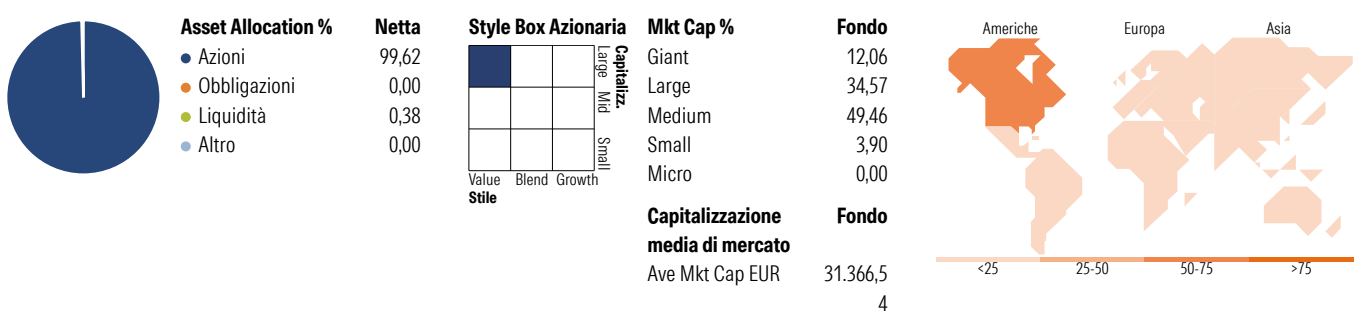 Asset Allocation % Netta
Azioni 99,62
Obbligazioni 0,00
Liquidità 0,38
Altro 0,00
Style Box Azionaria
Capitalizz.
Large
Mid
Small
Value Blend Growth
Stile
Mkt Cap % Fondo
Giant 12,06
Large 34,57
Medium 49,46
Small 3,90
Micro 0,00
Capitalizzazione Fondo
media di mercato
Ave Mkt Cap EUR 31.366,5
4
Americhe Europa Asia
<25 25-50 50-75 >75